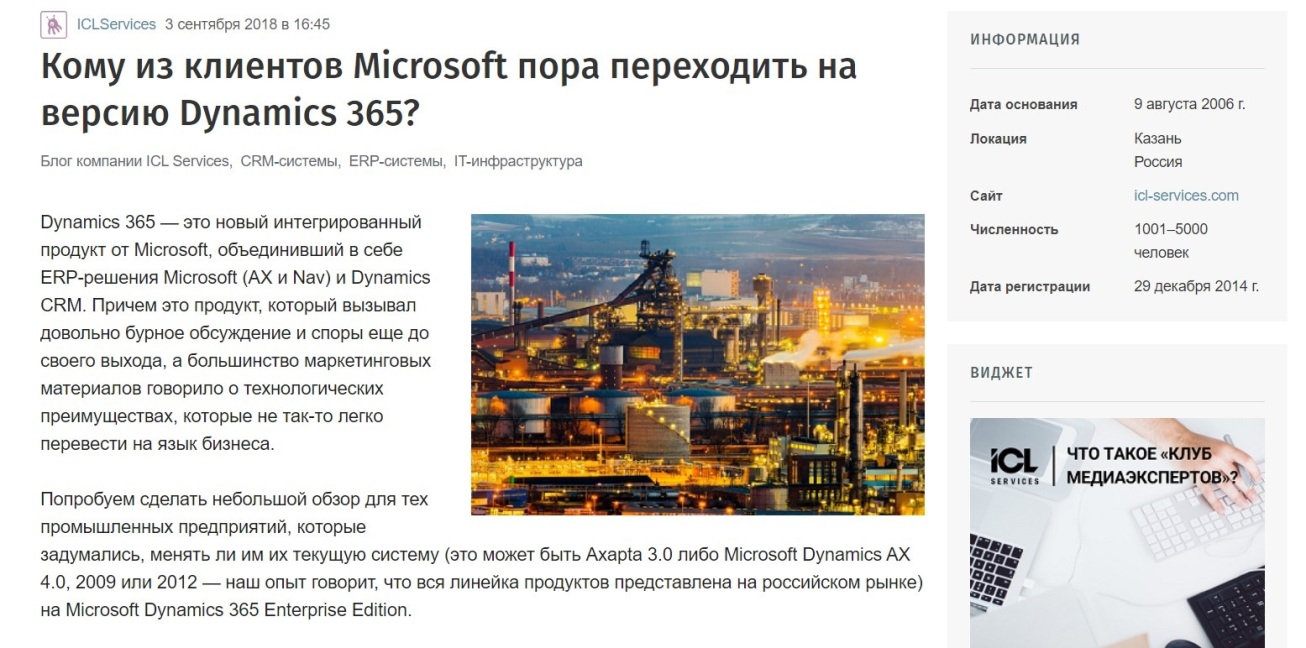 ICLServices 3 сентября 2018 в 16:45
Кому из клиентов Microsoft пора переходить на
версию Dynamics 365?
Блог компании ICL Services, CRM-системы, ERP-системы, IT-инфраструктура
Dynamics 365 — это новый интегрированный
продукт от Microsoft, объединивший в себе
ERP-решения Microsoft (AX и Nav) и Dynamics
CRM. Причем это продукт, который вызывал
довольно бурное обсуждение и споры еще до
своего выхода, а большинство маркетинговых
материалов говорило о технологических
преимуществах, которые не так-то легко
перевести на язык бизнеса.
Попробуем сделать небольшой обзор для тех
промышленных предприятий, которые
задумались, менять ли им их текущую систему (это может быть Axapta 3.0 либо Microsoft Dynamics AX
4.0, 2009 или 2012 — наш опыт говорит, что вся линейка продуктов представлена на российском рынке)
на Microsoft Dynamics 365 Enterprise Edition.
ИНФОРМАЦИЯ
Дата основания 9 августа 2006 г.
Локация Казань
Россия
Сайт icl-services.com
Численность 1001–5000
человек
Дата регистрации 29 декабря 2014 г.
ВИДЖЕТ
ICL
SERVICES
ЧТО ТАКОЕ «КЛУБ
МЕДИАЭКСПЕРТОВ»?